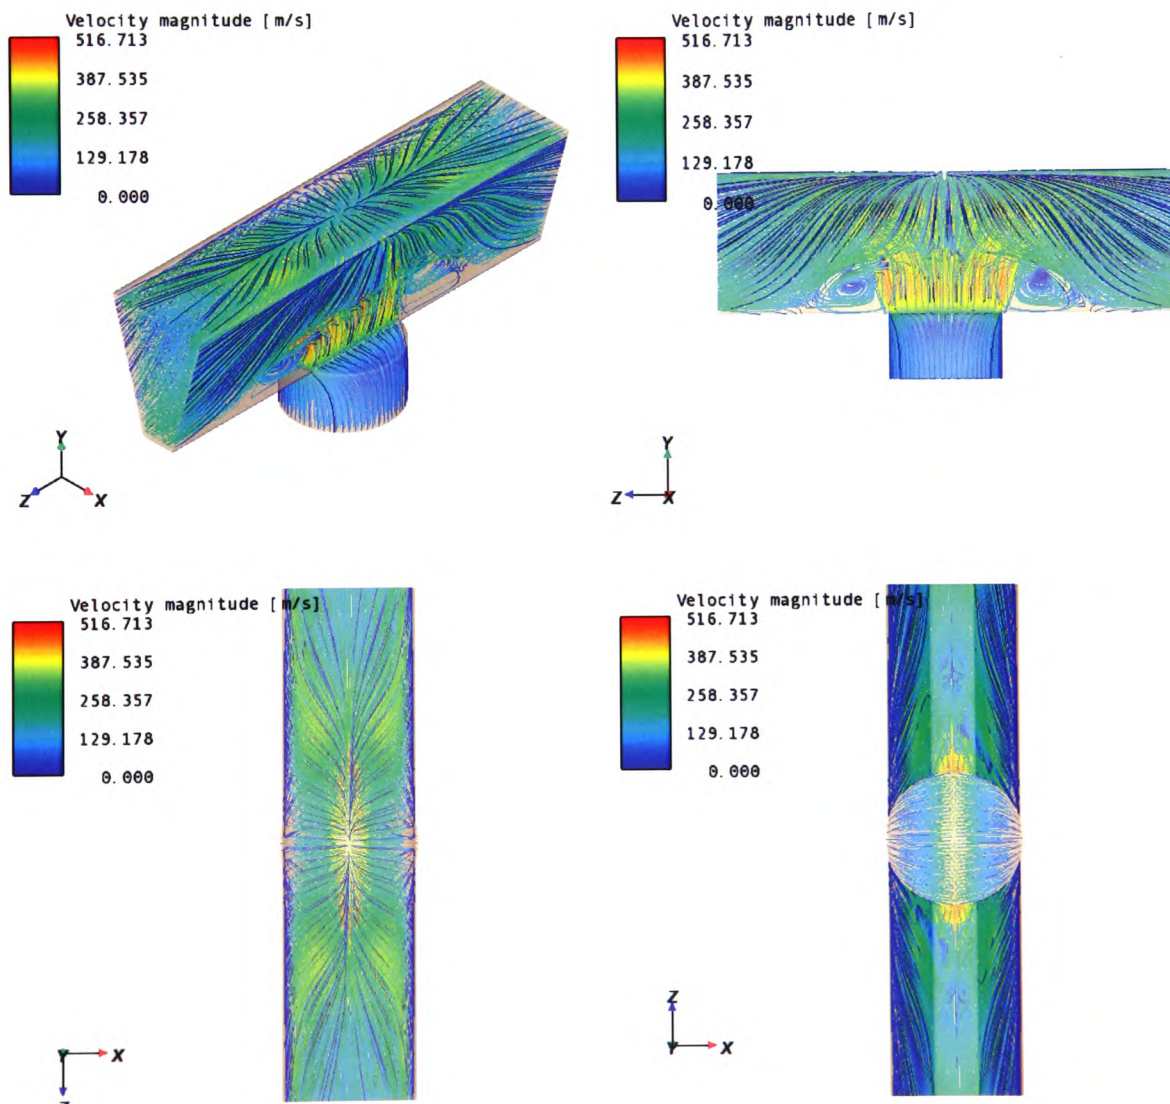 Velocity magnitude [m/s]
516.713
387.535
258.357
129.178
0.000
Y
Z
X
Velocity magnitude [m/s]
516.713
387.535
258.357
129.178
0.000
Y
Z
X
Velocity magnitude [m/s]
516.713
387.535
258.357
129.178
0.000
Y
X
Z
Velocity magnitude [m/s]
516.713
387.535
258.357
129.178
0.000
Z
Y
X